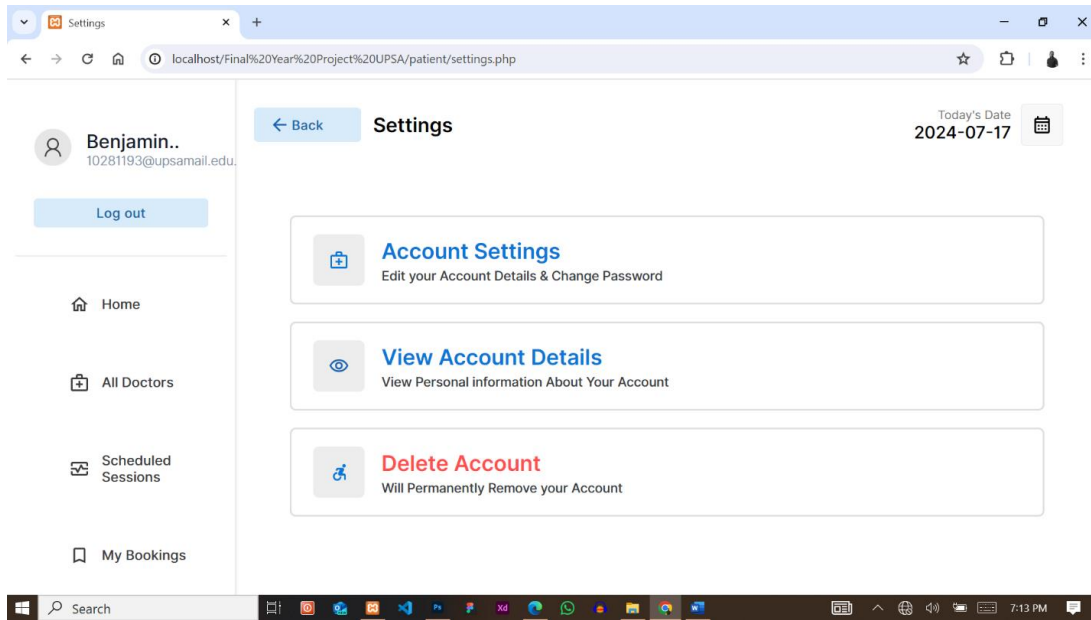 Settings
localhost/Final%20Year%20Project%20UPSA/patient/settings.php
Benjamin..
10281193@upsamail.edu.
Log out
Home
All Doctors
Scheduled
Sessions
My Bookings
Back
Settings
Today's Date
2024-07-17
Account Settings
Edit your Account Details & Change Password
View Account Details
View Personal information About Your Account
Delete Account
Will Permanently Remove your Account
Search
Ps
Xd
7:13 PM